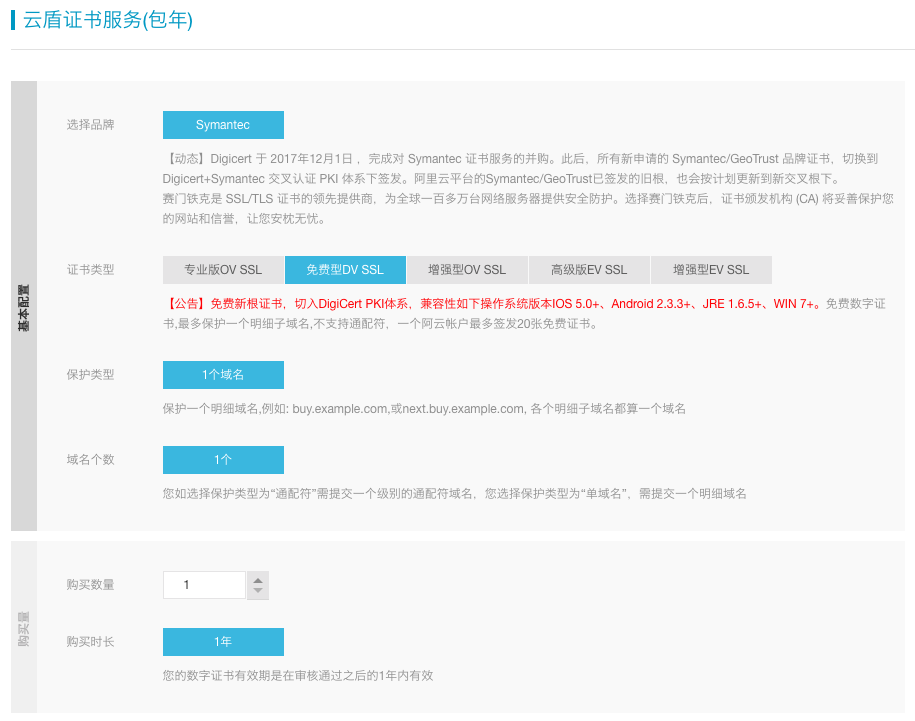 云盾证书服务(包年)
基本配置
选择品牌
Symantec
【动态】Digicert 于 2017年12月1日 ，完成对 Symantec 证书服务的并购。此后，所有新申请的 Symantec/GeoTrust 品牌证书，切换到
Digicert+Symantec 交叉认证 PKI 体系下签发。阿里云平台的Symantec/GeoTrust已签发的旧根，也会按计划更新到新交叉根下。
赛门铁克是 SSL/TLS 证书的领先提供商，为全球一百多万台网络服务器提供安全防护。选择赛门铁克后，证书颁发机构 (CA) 将妥善保护您
的网站和信誉，让您安枕无忧。
证书类型
专业版OV SSL 免费型DV SSL 增强型OV SSL 高级版EV SSL 增强型EV SSL
【公告】免费新根证书，切入DigiCert PKI体系，兼容性如下操作系统版本IOS 5.0+、Android 2.3.3+、JRE 1.6.5+、WIN 7+。免费数字证
书,最多保护一个明细子域名,不支持通配符，一个阿云帐户最多签发20张免费证书。
保护类型
1个域名
保护一个明细域名,例如: buy.example.com,或next.buy.example.com, 各个明细子域名都算一个域名
域名个数
1个
您如选择保护类型为“通配符”需提交一个级别的通配符域名，您选择保护类型为“单域名”，需提交一个明细域名
购买量
购买数量
1
购买时长
1年
您的数字证书有效期是在审核通过之后的1年内有效